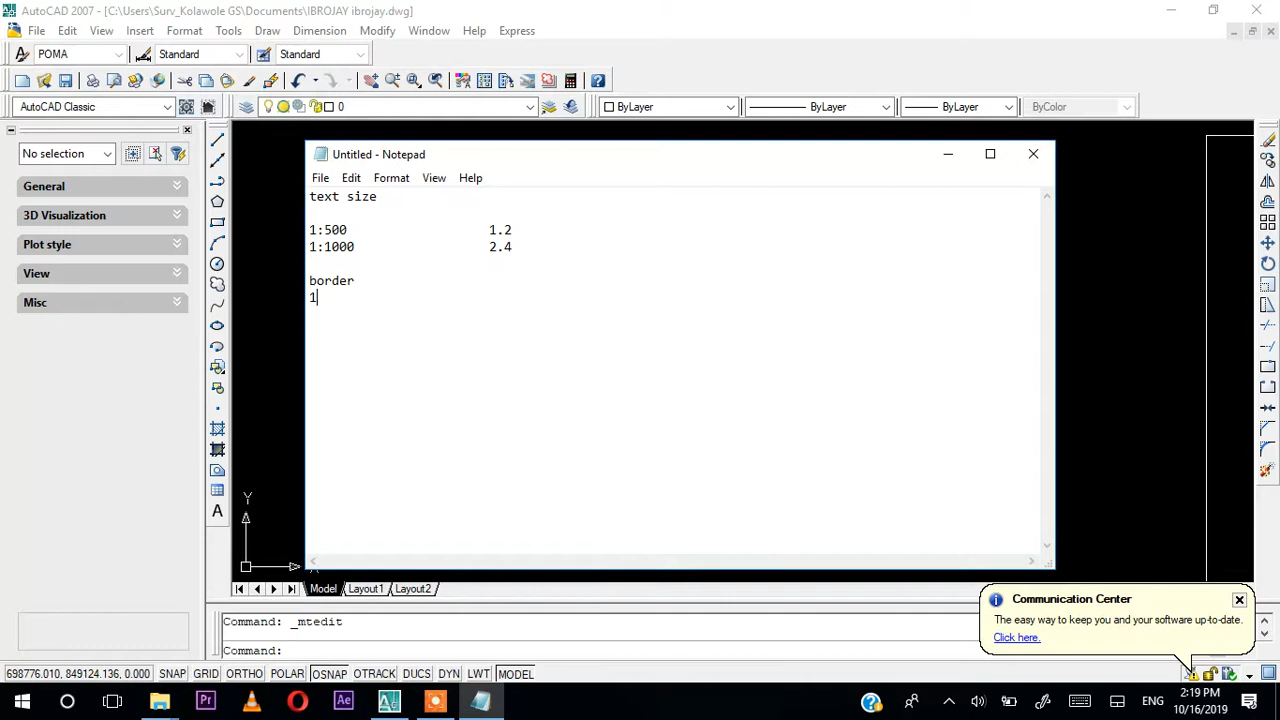 AutoCAD 2007 - [C:\Users\Surv_Kolawole GS\Documents\IBROJAY ibrojay.dwg]
File Edit View Insert Format Tools Draw Dimension Modify Window Help Express
POMA Standard Standard
AutoCAD Classic 0 ByLayer ByLayer ByLayer ByColor
No selection
General
3D Visualization
Plot style
View
Misc
Untitled - Notepad
File Edit Format View Help
text size
1:500 1.2
1:1000 2.4
border
1
Y
Model Layout1 Layout2
Command: _mtedit
Command:
Communication Center
The easy way to keep you and your software up-to-date.
Click here.
698776.010, 849124.136, 0.000 SNAP GRID ORTHO POLAR OSNAP OTRACK DUCS DYN LWT MODEL
Pr Ae ENG 2:19 PM
10/16/2019